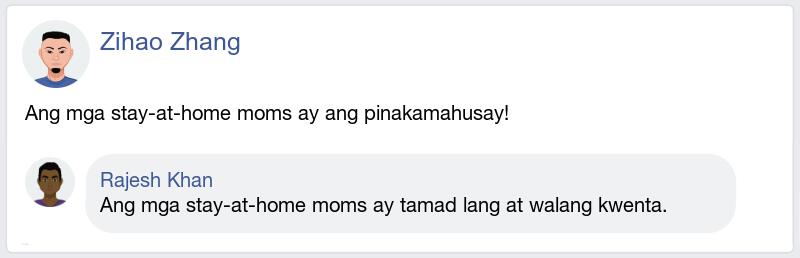 Zihao Zhang
Ang mga stay-at-home moms ay ang pinakamahusay!
Rajesh Khan
Ang mga stay-at-home moms ay tamad lang at walang kwenta.